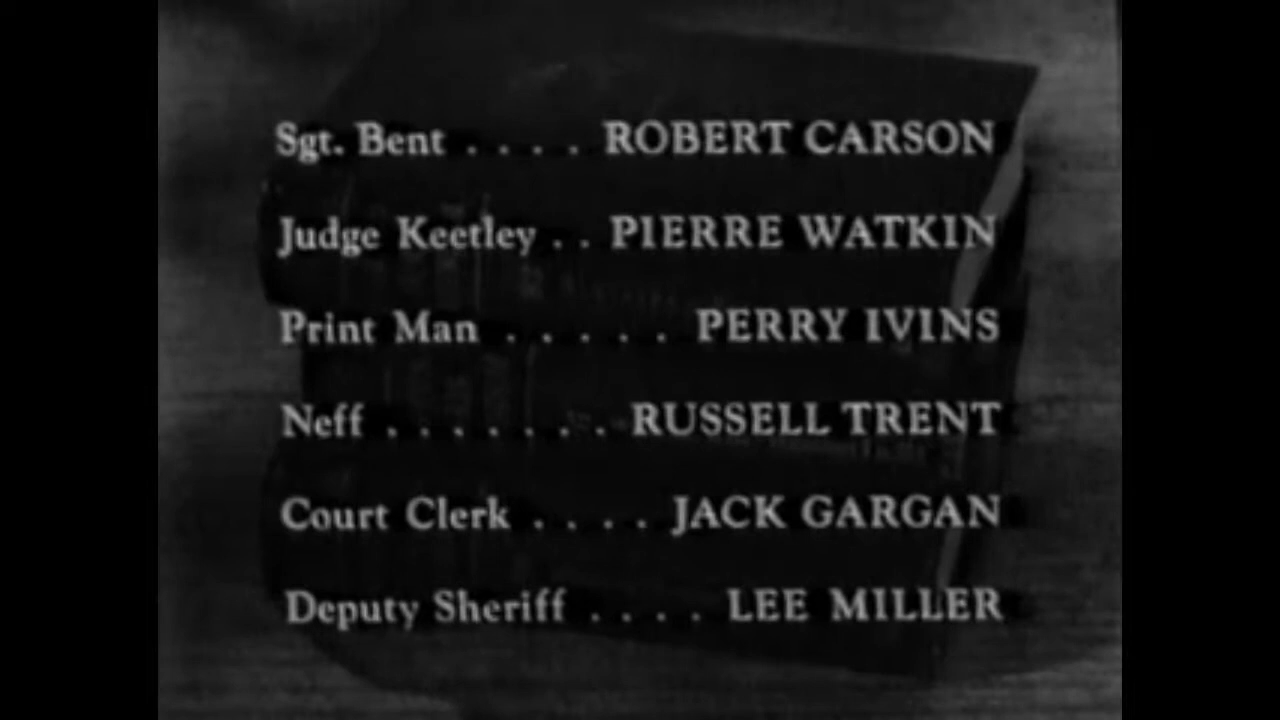 Sgt. Bent . . . . ROBERT CARSON
Judge Keetley . . PIERRE WATKIN
Print Man . . . . . PERRY IVINS
Neff . . . . . . . RUSSELL TRENT
Court Clerk . . . . JACK GARGAN
Deputy Sheriff . . . . LEE MILLER